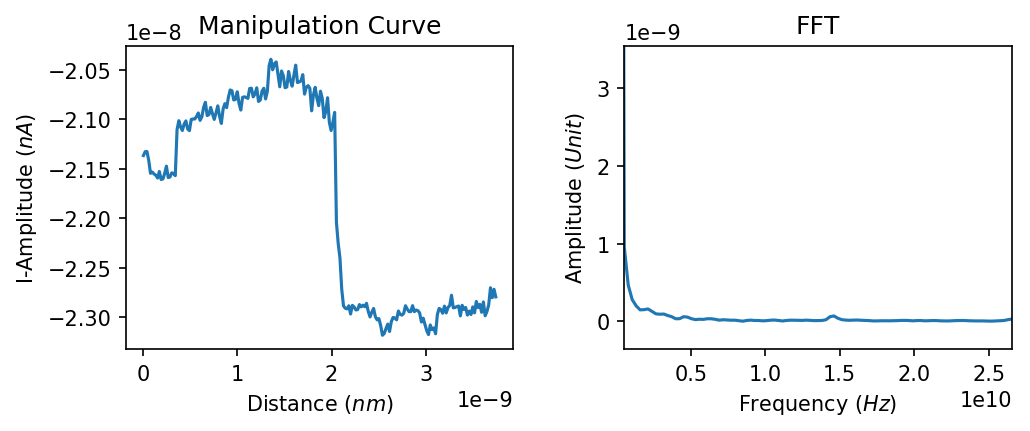 Manipulation Curve
1e−8
−2.05
−2.10
−2.15
−2.20
−2.25
−2.30
I-Amplitude (nA)
0 1 2 3
1e−9
Distance (nm)
FFT
1e−9
3
2
1
0
Amplitude (Unit)
0.5 1.0 1.5 2.0 2.5
1e10
Frequency (Hz)